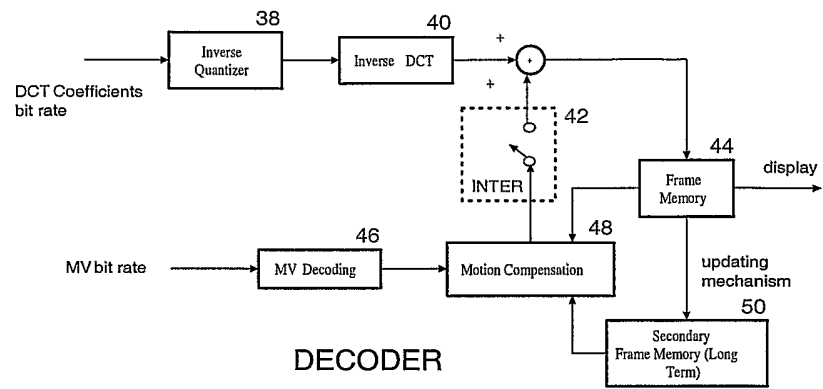 38
Inverse
Quantizer
40
Inverse DCT
+
+
+
DCT Coefficients
bit rate
42
INTER
44
Frame
Memory
display
46
MV bit rate
MV Decoding
48
Motion Compensation
updating
mechanism
50
Secondary
Frame Memory (Long
Term)
DECODER